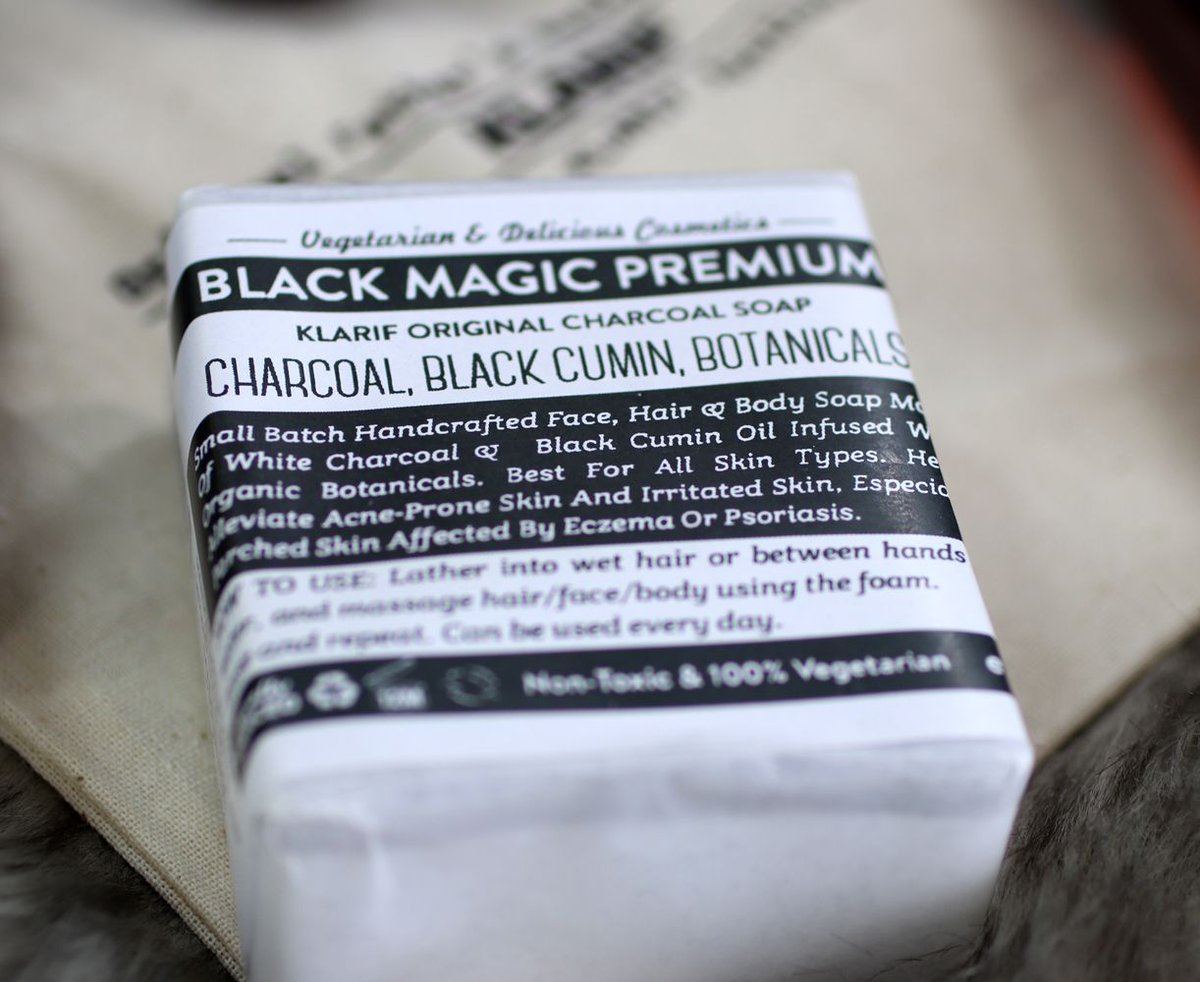 Vegetarian & Delicious Cosmetics
BLACK MAGIC PREMIUM
KLARIF ORIGINAL CHARCOAL SOAP
CHARCOAL, BLACK CUMIN, BOTANICALS
Small Batch Handcrafted Face, Hair & Body Soap
Of White Charcoal & Black Cumin Oil Infused
Organic Botanicals. Best For All Skin Types.
Acne-Prone Skin And Irritated Skin,
Skin Affected By Eczema Or Psoriasis.
TO USE: Lather into wet hair or between hands
and massage hair/face/body using the foam.
and repeat. Can be used every day.
Non-Toxic & 100% Vegetarian